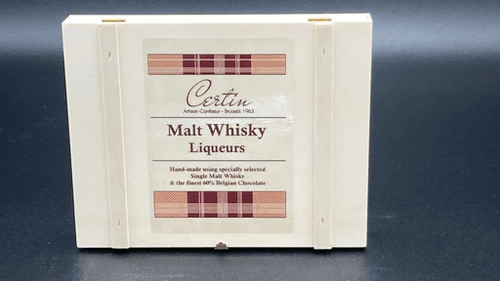 Certin
Artisan Confiseur - Brussels 1963
Malt Whisky
Liqueurs
Hand-made using specially selected
Single Malt Whisky
& the finest 60% Belgian Chocolate